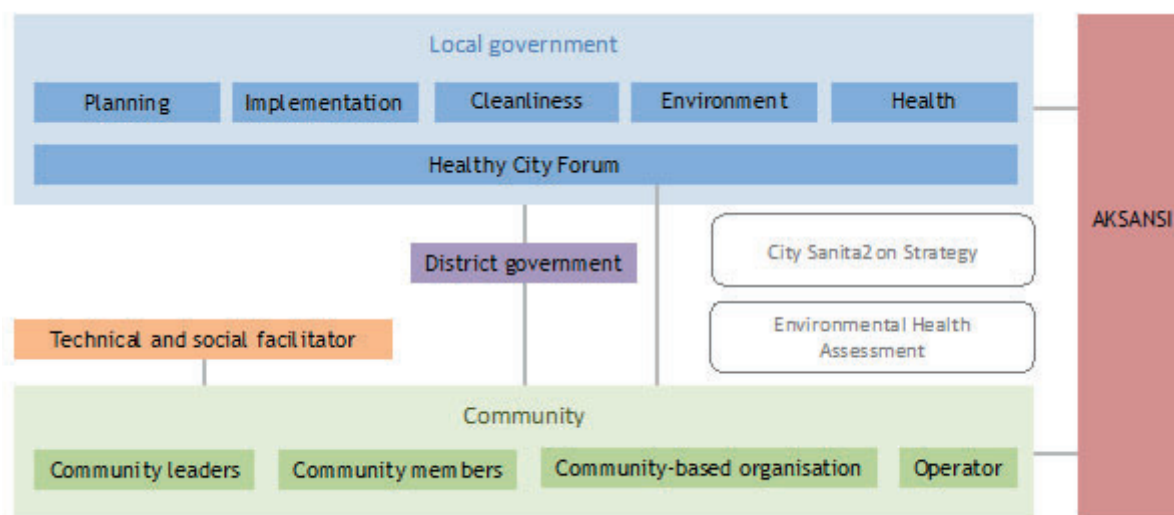 Local government
Planning
Implementation
Cleanliness
Environment
Health
Healthy City Forum
AKSANSI
District government
City Sanita2on Strategy
Technical and social facilitator
Environmental Health
Assessment
Community
Community leaders
Community members
Community-based organisation
Operator